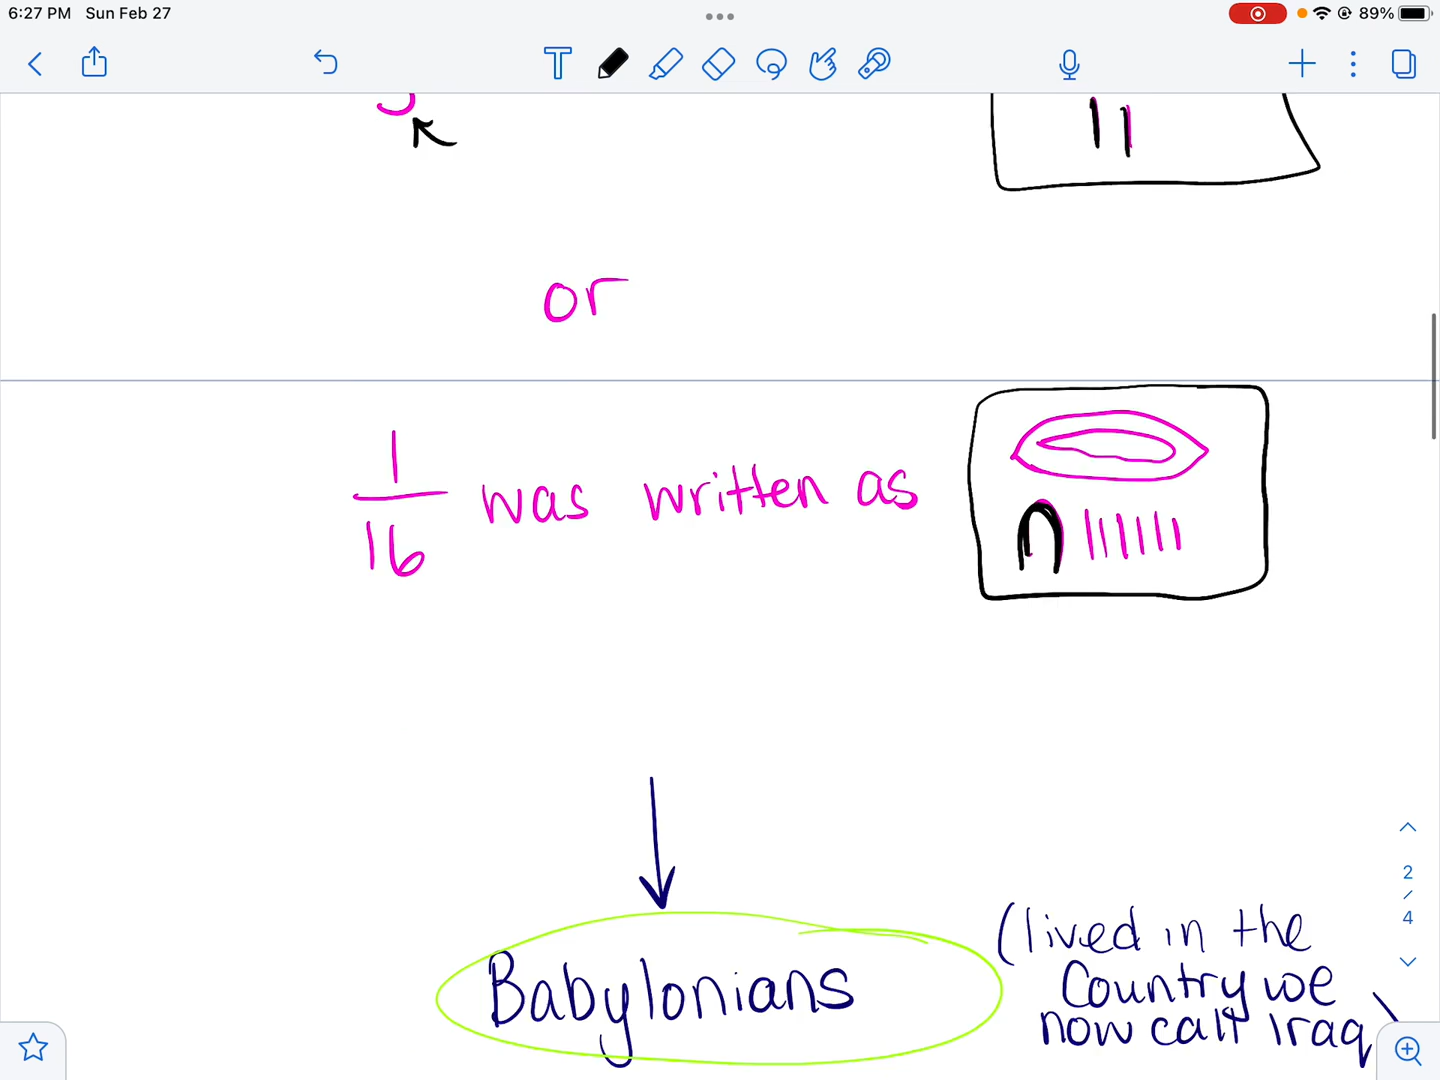 6:27 PM Sun Feb 27
89%
or
1/16 was written as
Babylonians
(lived in the
Country we
now call Iraq
2
/
4